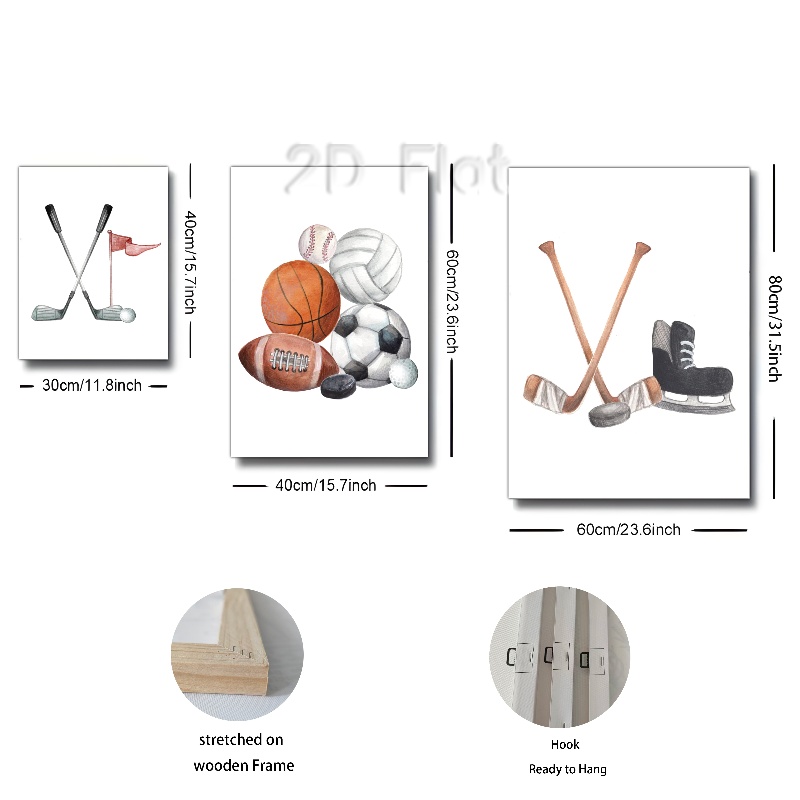 2D Flat
40cm/15.7inch
30cm/11.8inch
60cm/23.6inch
40cm/15.7inch
80cm/31.5inch
60cm/23.6inch
stretched on
wooden Frame
Hook
Ready to Hang